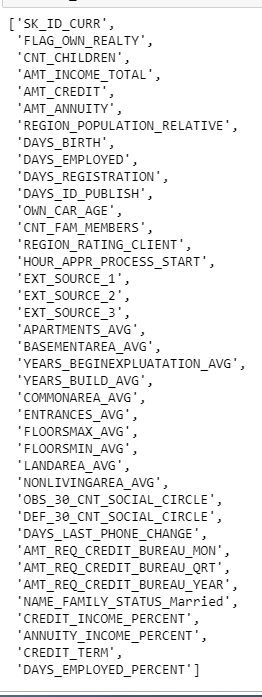 ['SK_ID_CURR',
'FLAG_OWN_REALTY',
'CNT_CHILDREN',
'AMT_INCOME_TOTAL',
'AMT_CREDIT',
'AMT_ANNUITY',
'REGION_POPULATION_RELATIVE',
'DAYS_BIRTH',
'DAYS_EMPLOYED',
'DAYS_REGISTRATION',
'DAYS_ID_PUBLISH',
'OWN_CAR_AGE',
'CNT_FAM_MEMBERS',
'REGION_RATING_CLIENT',
'HOUR_APPR_PROCESS_START',
'EXT_SOURCE_1',
'EXT_SOURCE_2',
'EXT_SOURCE_3',
'APARTMENTS_AVG',
'BASEMENTAREA_AVG',
'YEARS_BEGINEXPLUATATION_AVG',
'YEARS_BUILD_AVG',
'COMMONAREA_AVG',
'ENTRANCES_AVG',
'FLOORSMAX_AVG',
'FLOORSMIN_AVG',
'LANDAREA_AVG',
'NONLIVINGAREA_AVG',
'OBS_30_CNT_SOCIAL_CIRCLE',
'DEF_30_CNT_SOCIAL_CIRCLE',
'DAYS_LAST_PHONE_CHANGE',
'AMT_REQ_CREDIT_BUREAU_MON',
'AMT_REQ_CREDIT_BUREAU_QRT',
'AMT_REQ_CREDIT_BUREAU_YEAR',
'NAME_FAMILY_STATUS_Married',
'CREDIT_INCOME_PERCENT',
'ANNUITY_INCOME_PERCENT',
'CREDIT_TERM',
'DAYS_EMPLOYED_PERCENT']